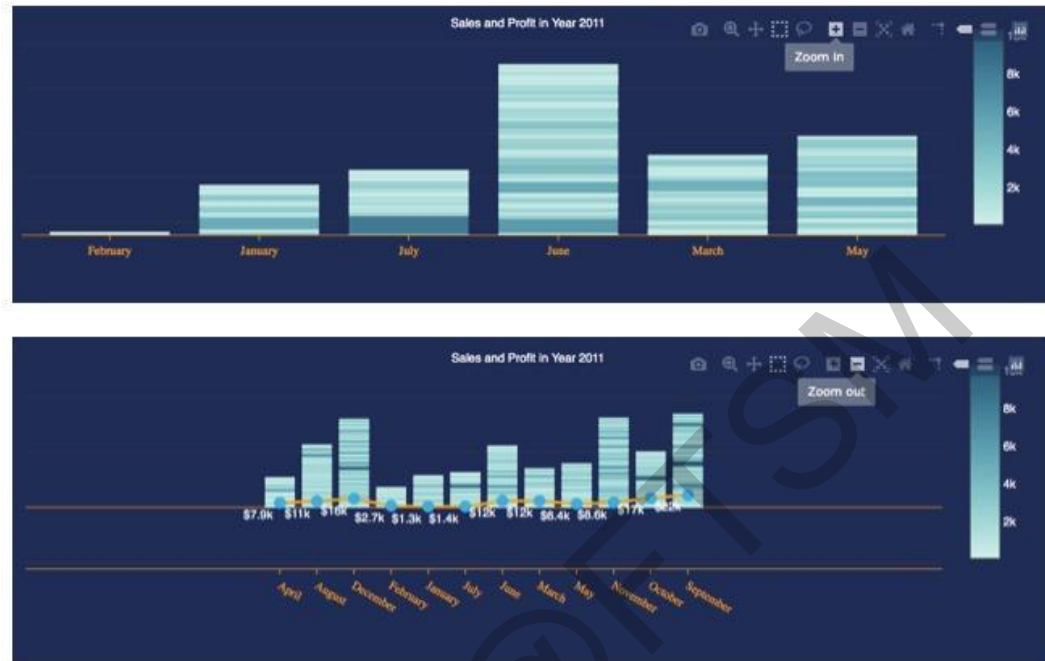 Sales and Profit in Year 2011
Zoom In
8k
6k
4k
2k
February January July June March May
Sales and Profit in Year 2011
Zoom out
8k
6k
4k
2k
$7.9k $11k $16k $2.7k $1.3k $1.4k $12k $12k $6.4k $8.6k $17k
April August December February January July June March May November October September
@FTSM